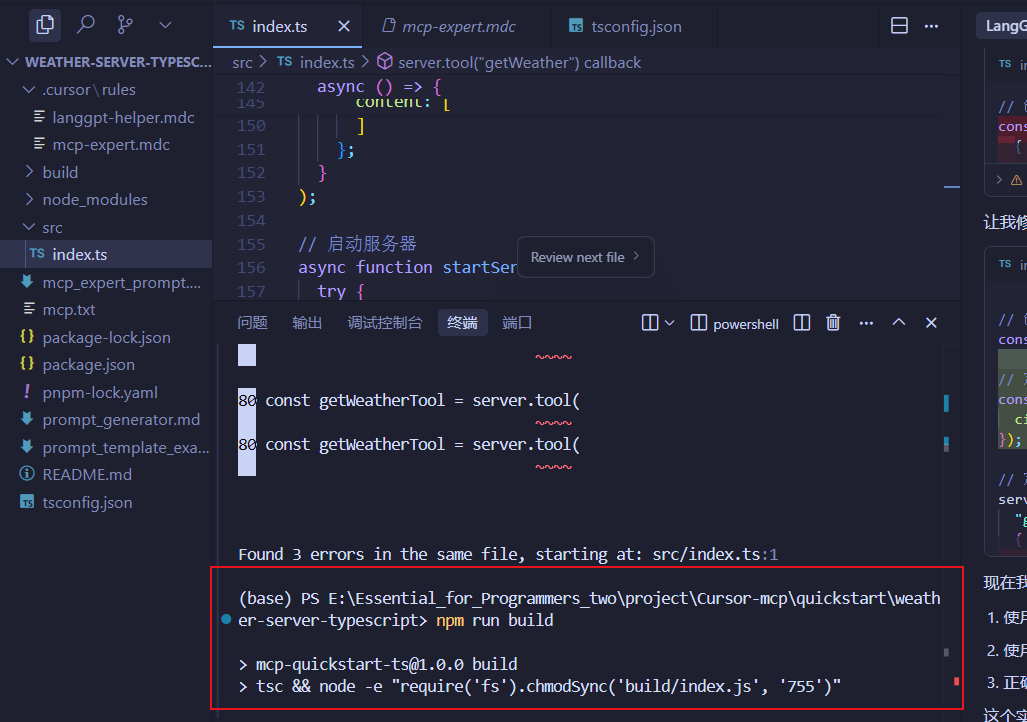 index.ts
mcp-expert.mdc
tsconfig.json
WEATHER-SERVER-TYPESC...
.cursor\rules
langgpt-helper.mdc
mcp-expert.mdc
build
node_modules
src
TS index.ts
mcp_expert_prompt....
mcp.txt
package-lock.json
package.json
pnpm-lock.yaml
prompt_generator.md
prompt_template_exa...
README.md
tsconfig.json
src > TS index.ts > server.tool("getWeather") callback
142 async () => {
145 content: [
150 ]
151 };
152 }
153 );
154
155 // 启动服务器
156 async function startSer
157 try {
Review next file >
问题 输出 调试控制台 终端 端口
powershell
80 const getWeatherTool = server.tool(
~~~~
80 const getWeatherTool = server.tool(
~~~~
Found 3 errors in the same file, starting at: src/index.ts:1
(base) PS E:\Essential_for_Programmers_two\project\Cursor-mcp\quickstart\weath
er-server-typescript> npm run build
> mcp-quickstart-ts@1.0.0 build
> tsc && node -e "require('fs').chmodSync('build/index.js', '755')"
LangG
TS in
//
cons
{
让我修
TS in
//
cons
//
cons
ci
});
//
serv
"g
{
现在我
1. 使用
2. 使用
3. 正确
这个实